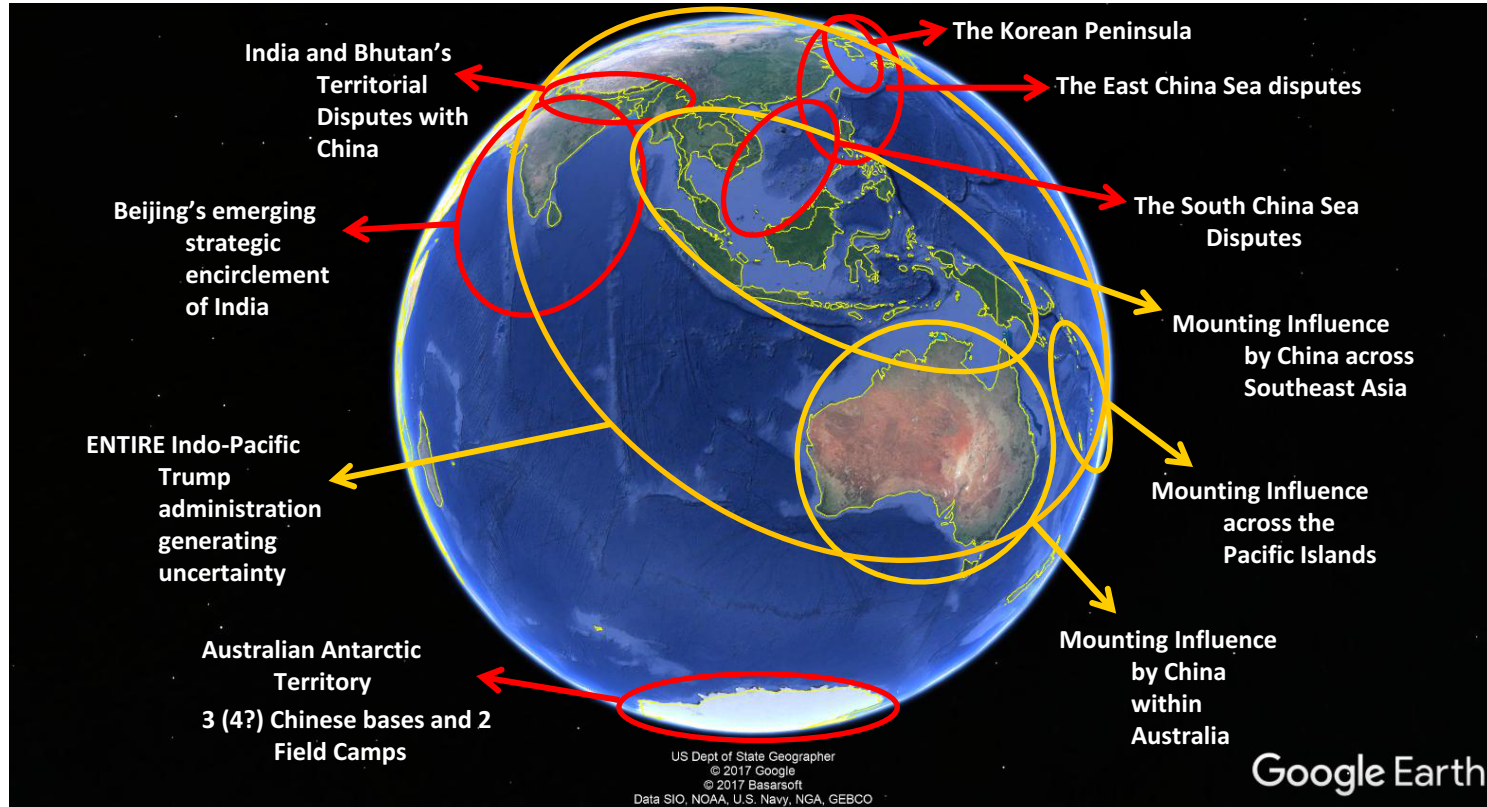 India and Bhutan’s
Territorial
Disputes with
China
Beijing’s emerging
strategic
encirclement
of India
ENTIRE Indo-Pacific
Trump
administration
generating
uncertainty
Australian Antarctic
Territory
3 (4?) Chinese bases and 2
Field Camps
The Korean Peninsula
The East China Sea disputes
The South China Sea
Disputes
Mounting Influence
by China across
Southeast Asia
Mounting Influence
across the
Pacific Islands
Mounting Influence
by China
within
Australia
US Dept of State Geographer
© 2017 Google
© 2017 Basarsoft
Data SIO, NOAA, U.S. Navy, NGA, GEBCO
Google Earth